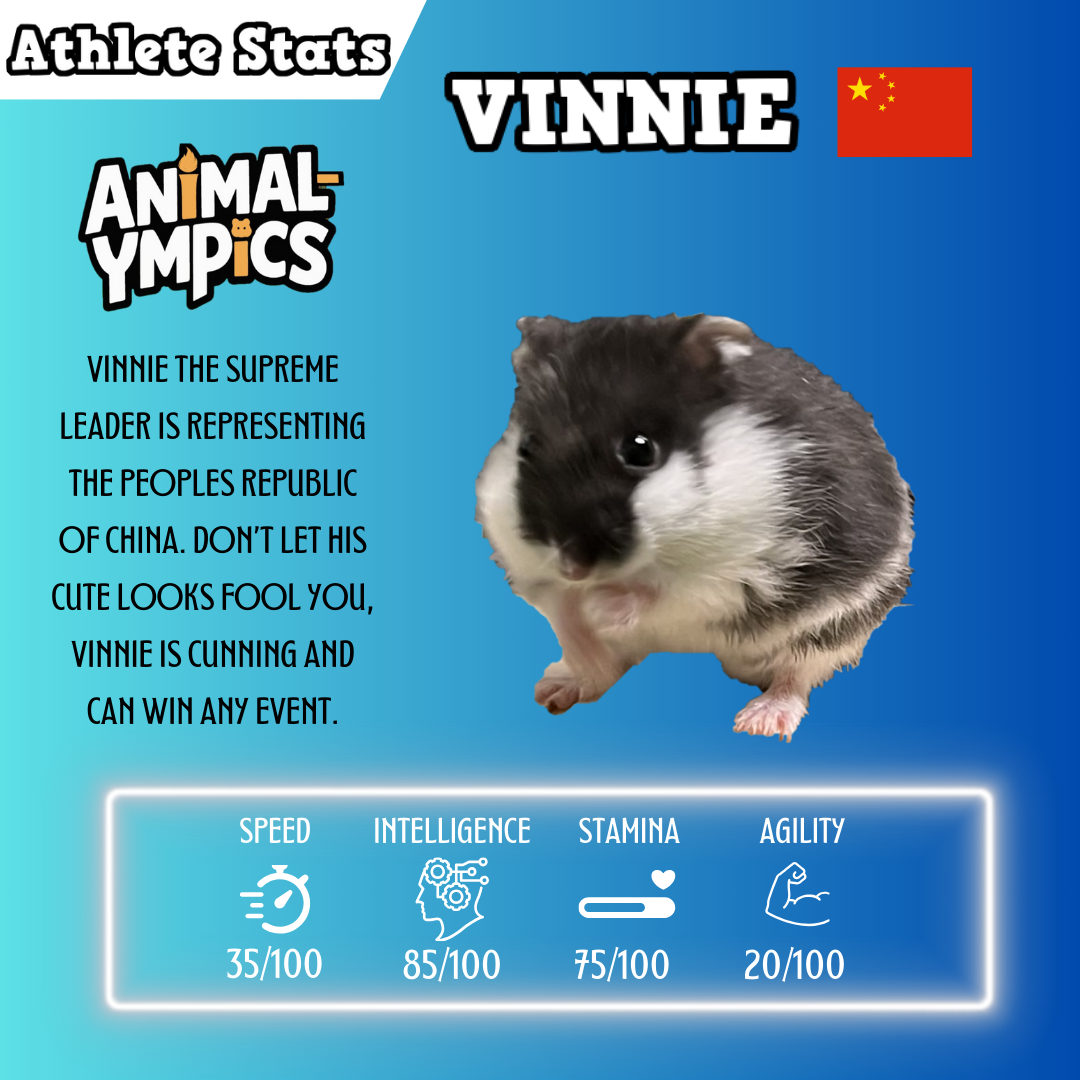 Athlete Stats
VINNIE
ANIMAL-
YMPICS
VINNIE THE SUPREME
LEADER IS REPRESENTING
THE PEOPLES REPUBLIC
OF CHINA. DON'T LET HIS
CUTE LOOKS FOOL YOU,
VINNIE IS CUNNING AND
CAN WIN ANY EVENT.
SPEED INTELLIGENCE STAMINA AGILITY
35/100 85/100 75/100 20/100